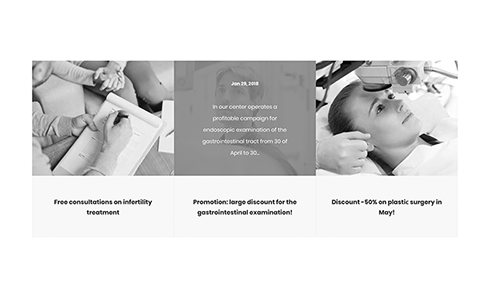 Jan 29, 2018
In our center operates a
profitable campaign for
endoscopic examination of the
gastrointestinal tract from 30 of
April to 30...
Free consultations on infertility
treatment
Promotion: large discount for the
gastrointestinal examination!
Discount -50% on plastic surgery in
May!